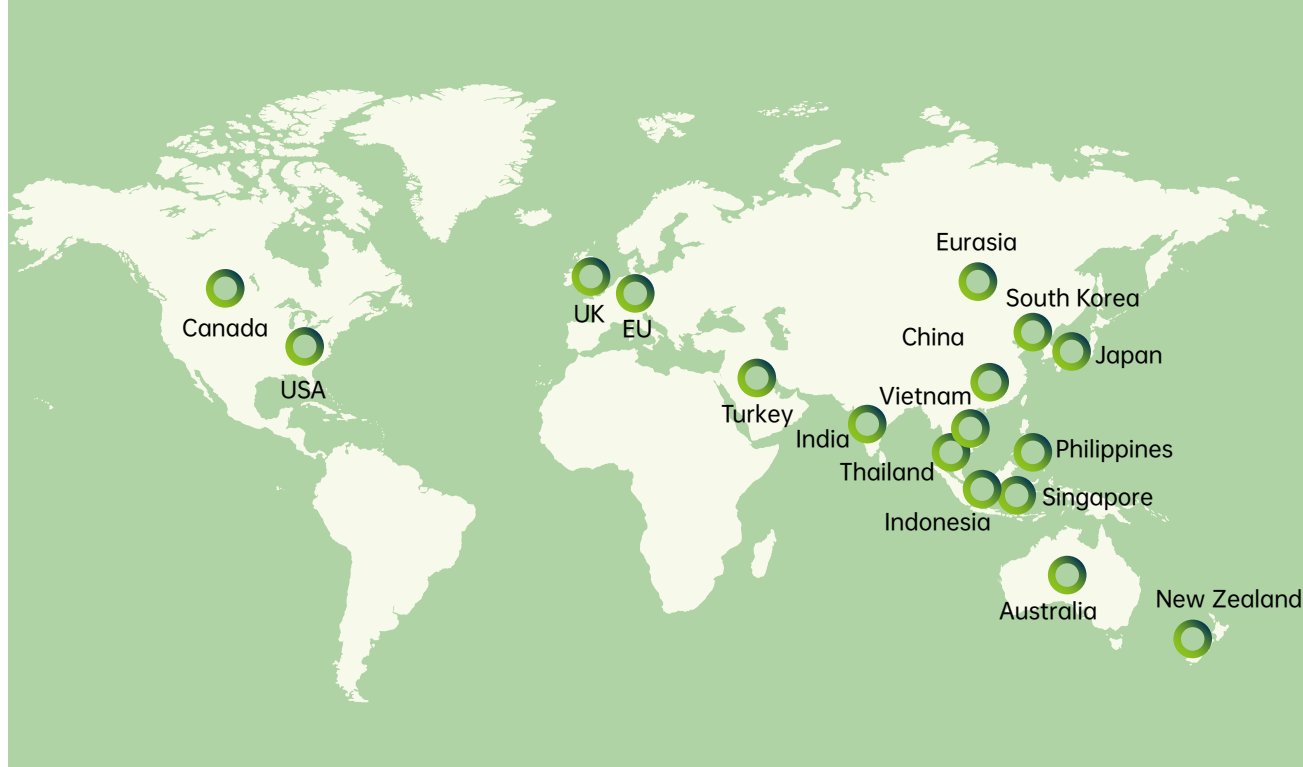 Eurasia
South Korea
Canada
UK
EU
China
Japan
USA
Vietnam
Turkey
India
Philippines
Thailand
Singapore
Indonesia
Australia
New Zealand